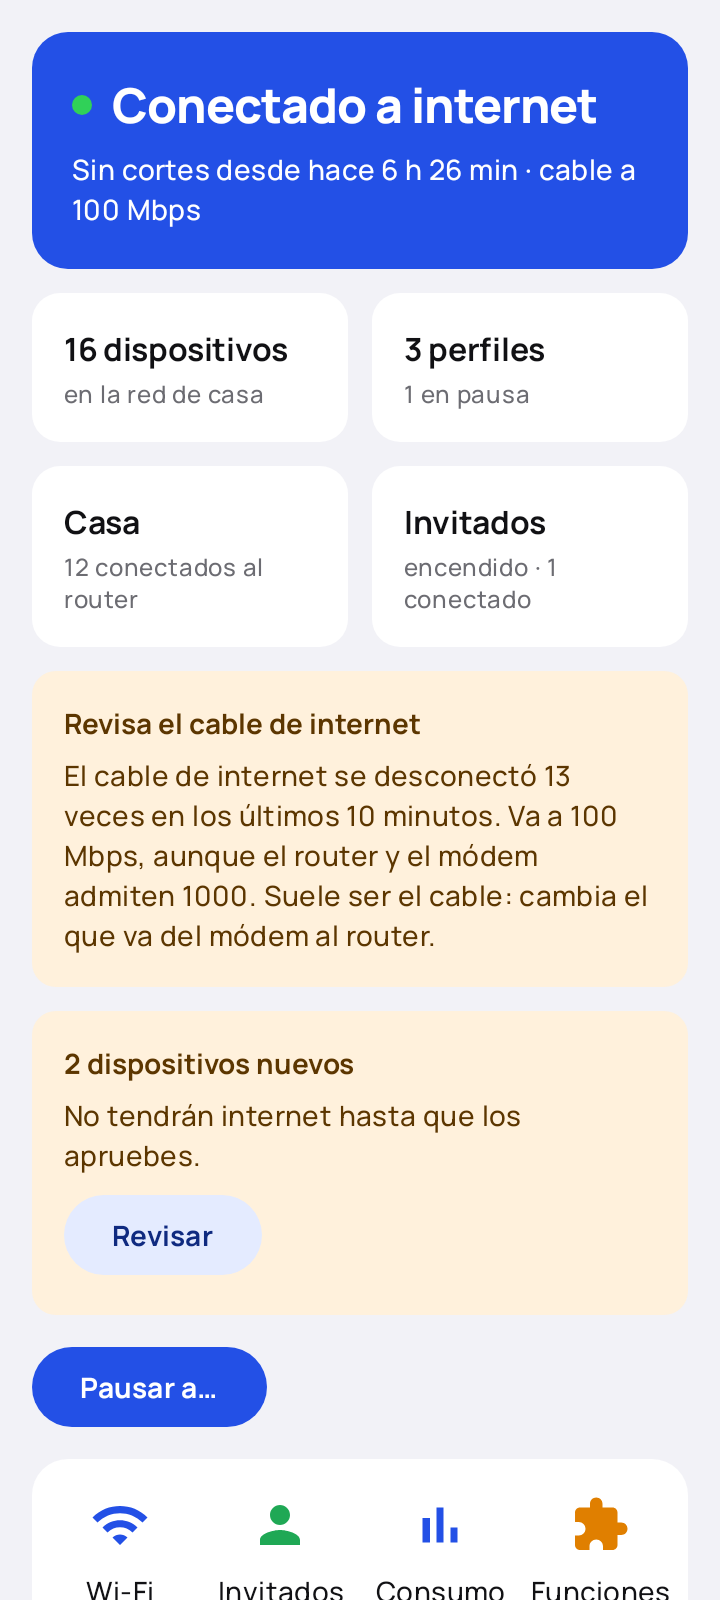 Conectado a internet
Sin cortes desde hace 6 h 26 min · cable a
100 Mbps
16 dispositivos
en la red de casa
3 perfiles
1 en pausa
Casa
12 conectados al
router
Invitados
encendido · 1
conectado
Revisa el cable de internet
El cable de internet se desconectó 13
veces en los últimos 10 minutos. Va a 100
Mbps, aunque el router y el módem
admiten 1000. Suele ser el cable: cambia el
que va del módem al router.
2 dispositivos nuevos
No tendrán internet hasta que los
apruebes.
Revisar
Pausar a…
Wi-Fi
Invitados
Consumo
Funciones